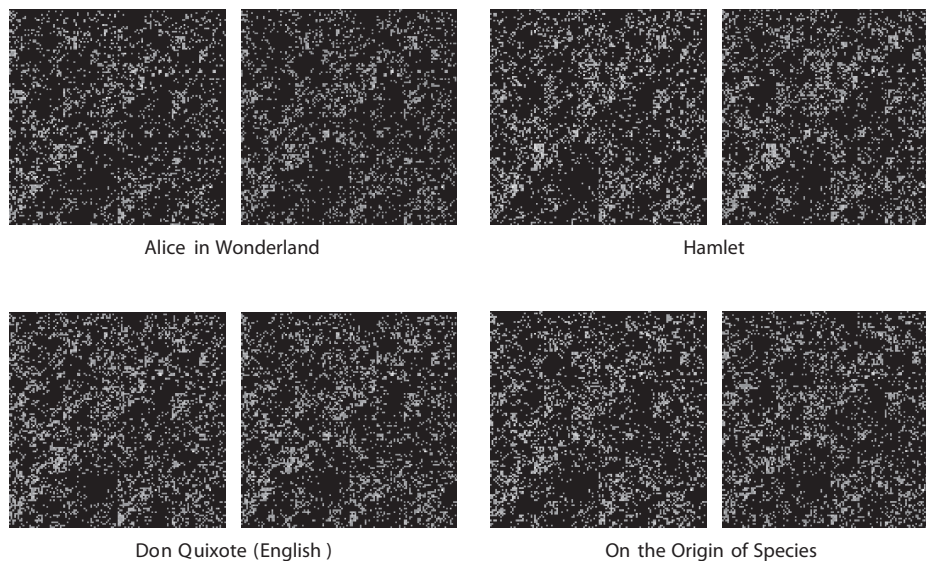 Alice in Wonderland
Hamlet
Don Quixote (English )
On the Origin of Species